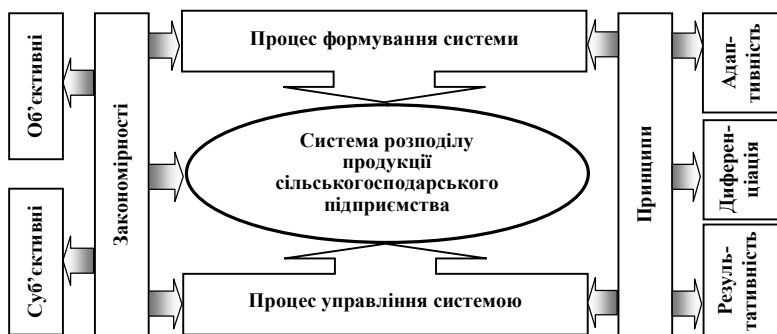 Об’єктивні
Суб’єктивні
Закономірності
Процес формування системи
Система розподілу
продукції
сільськогосподарського
підприємства
Процес управління системою
Принципи
Адап-
тивність
Диферен-
ціація
Резуль-
тативність